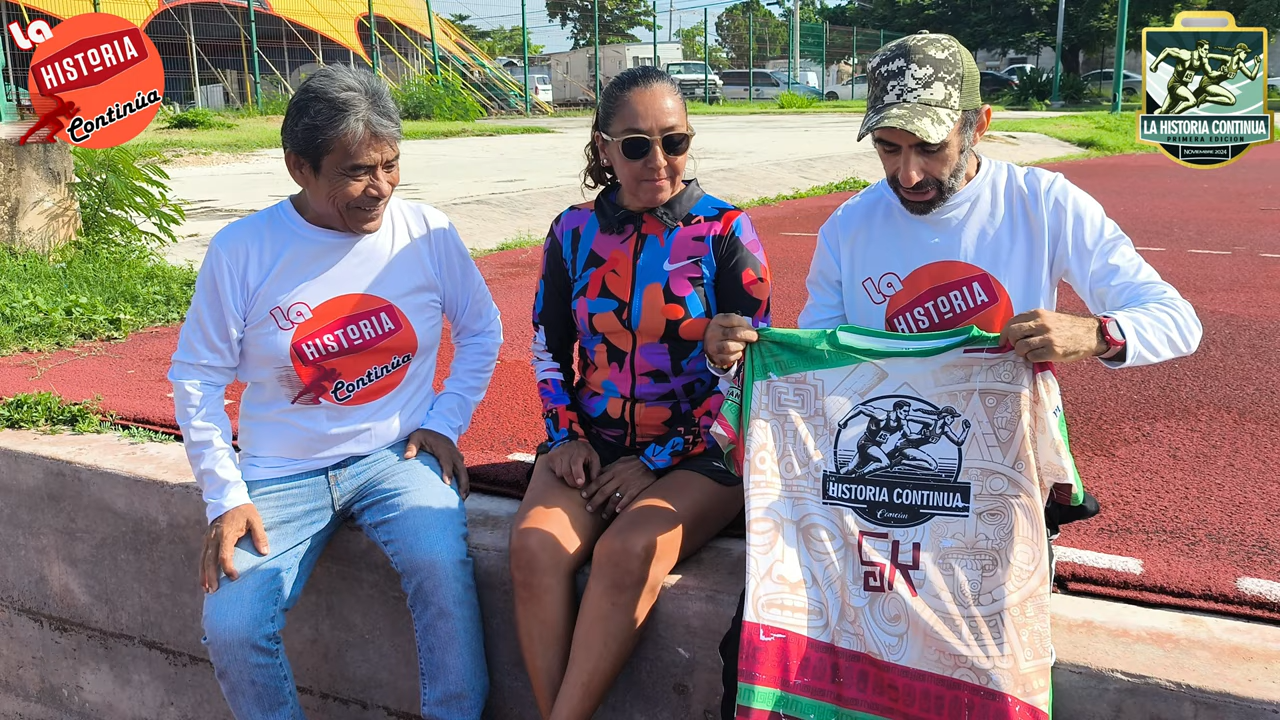 La
HISTORIA
Continúa
LA HISTORIA CONTINUA
PRIMERA EDICION
NOVIEMBRE 2024
La
HISTORIA
Continúa
La
HISTORIA
LA
HISTORIA CONTINUA
Cancún
5K